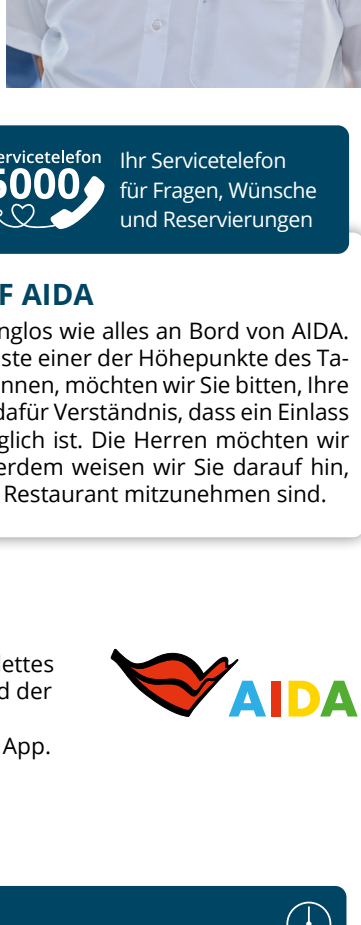 ervicetelefon
5000
Ihr Servicetelefon
für Fragen, Wünsche
und Reservierungen
F AIDA
nglos wie alles an Bord von AIDA.
ste einer der Höhepunkte des Ta-
nnen, möchten wir Sie bitten, Ihre
dafür Verständnis, dass ein Einlass
glich ist. Die Herren möchten wir
erdem weisen wir Sie darauf hin,
Restaurant mitzunehmen sind.
lettes
d der
App.
AIDA